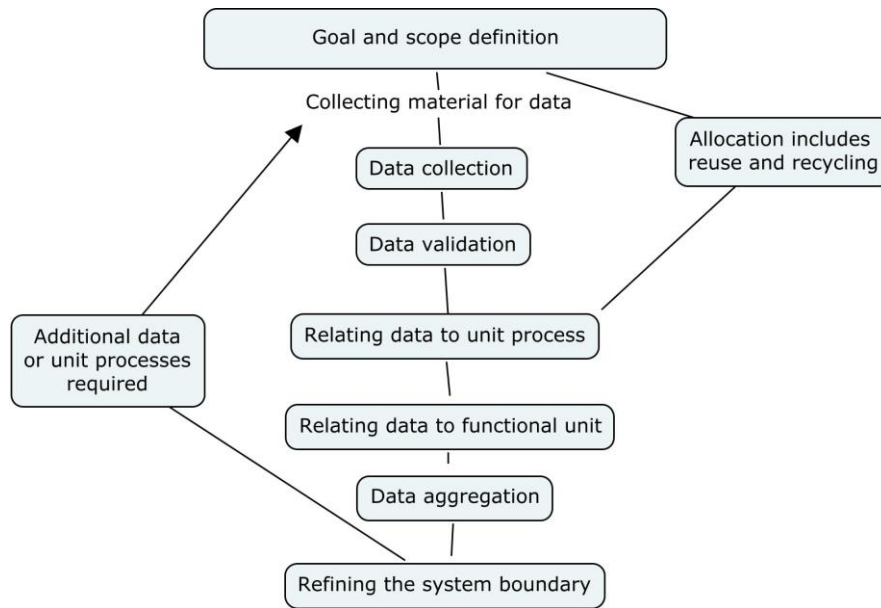 Goal and scope definition
Collecting material for data
Allocation includes
reuse and recycling
Data collection
Data validation
Relating data to unit process
Additional data
or unit processes
required
Relating data to functional unit
Data aggregation
Refining the system boundary